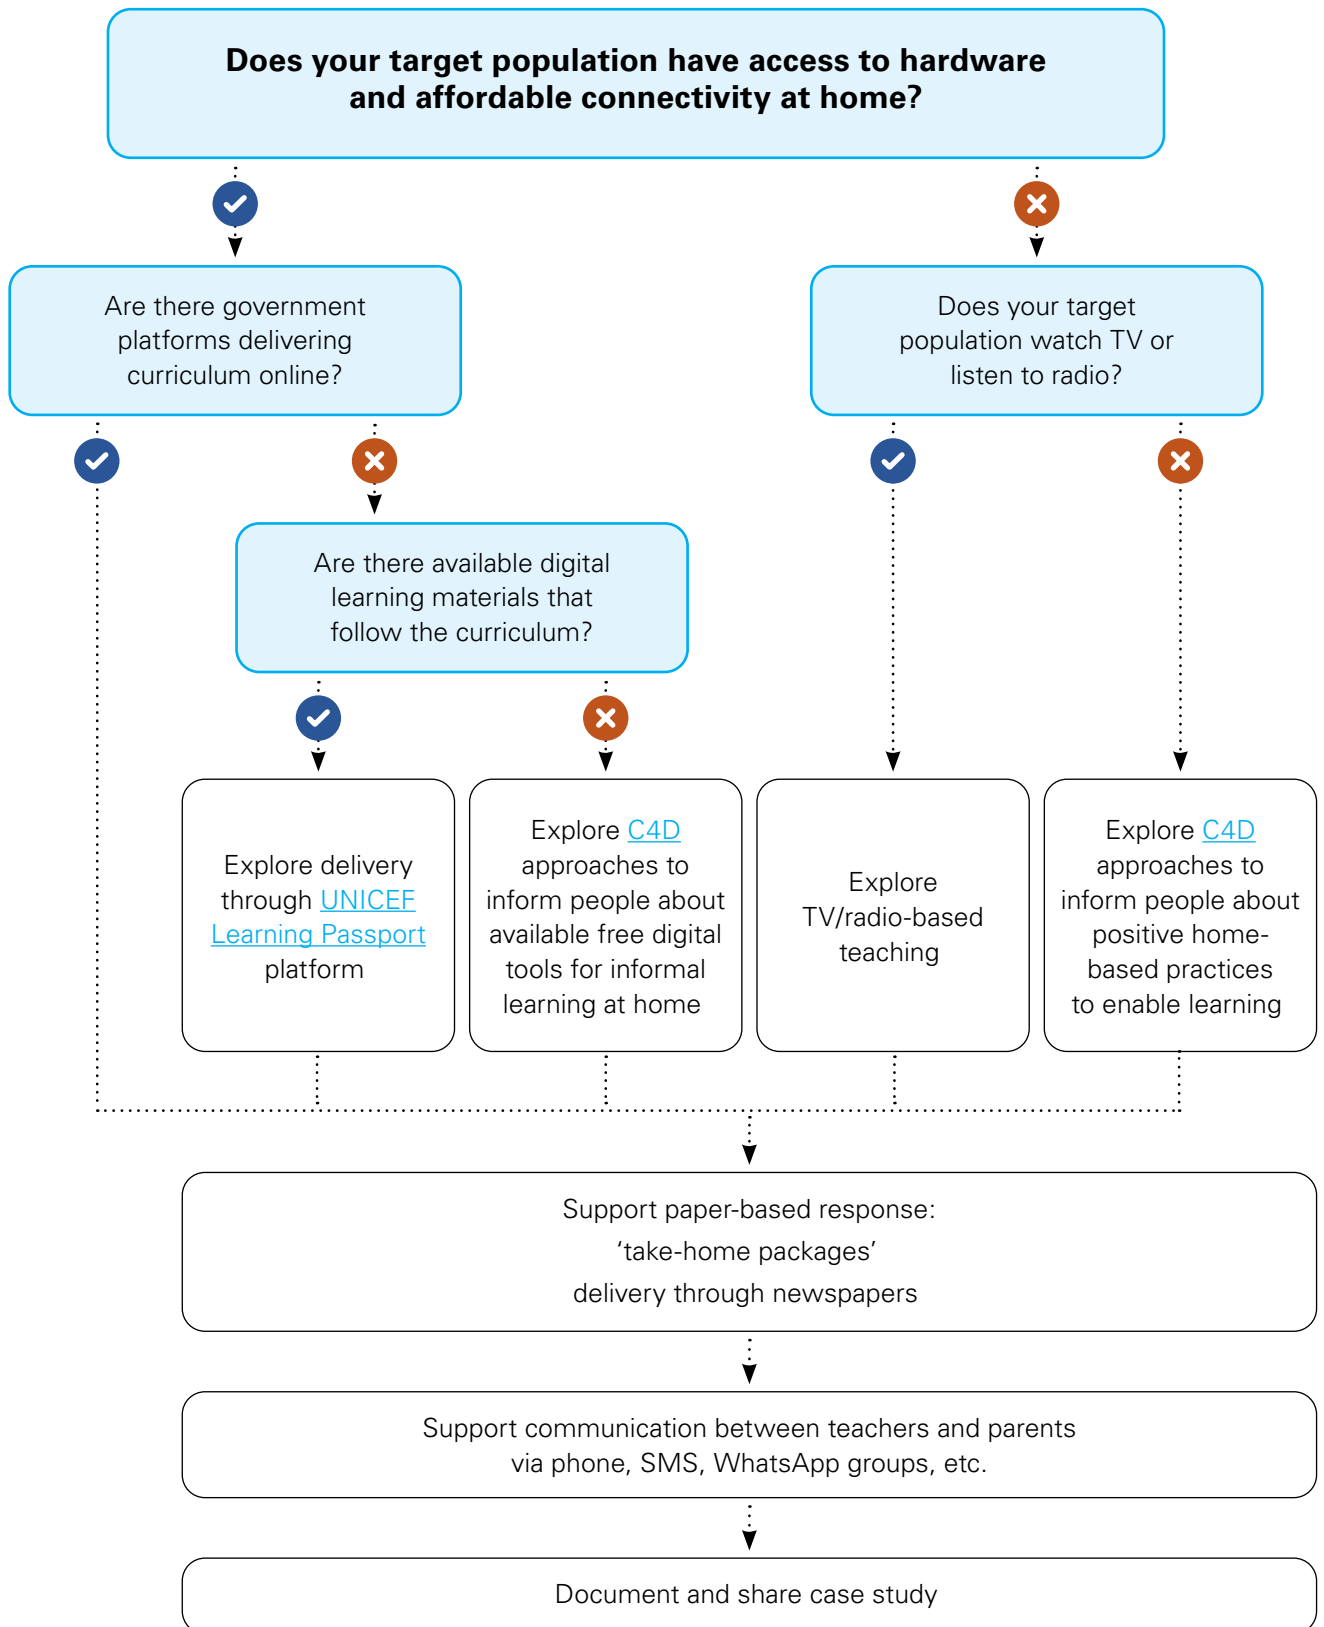 Does your target population have access to hardware
and affordable connectivity at home?
Are there government
platforms delivering
curriculum online?
Does your target
population watch TV or
listen to radio?
Are there available digital
learning materials that
follow the curriculum?
Explore delivery
through UNICEF
Learning Passport
platform
Explore C4D
approaches to
inform people about
available free digital
tools for informal
learning at home
Explore
TV/radio-based
teaching
Explore C4D
approaches to
inform people about
positive home-
based practices
to enable learning
Support paper-based response:
‘take-home packages’
delivery through newspapers
Support communication between teachers and parents
via phone, SMS, WhatsApp groups, etc.
Document and share case study